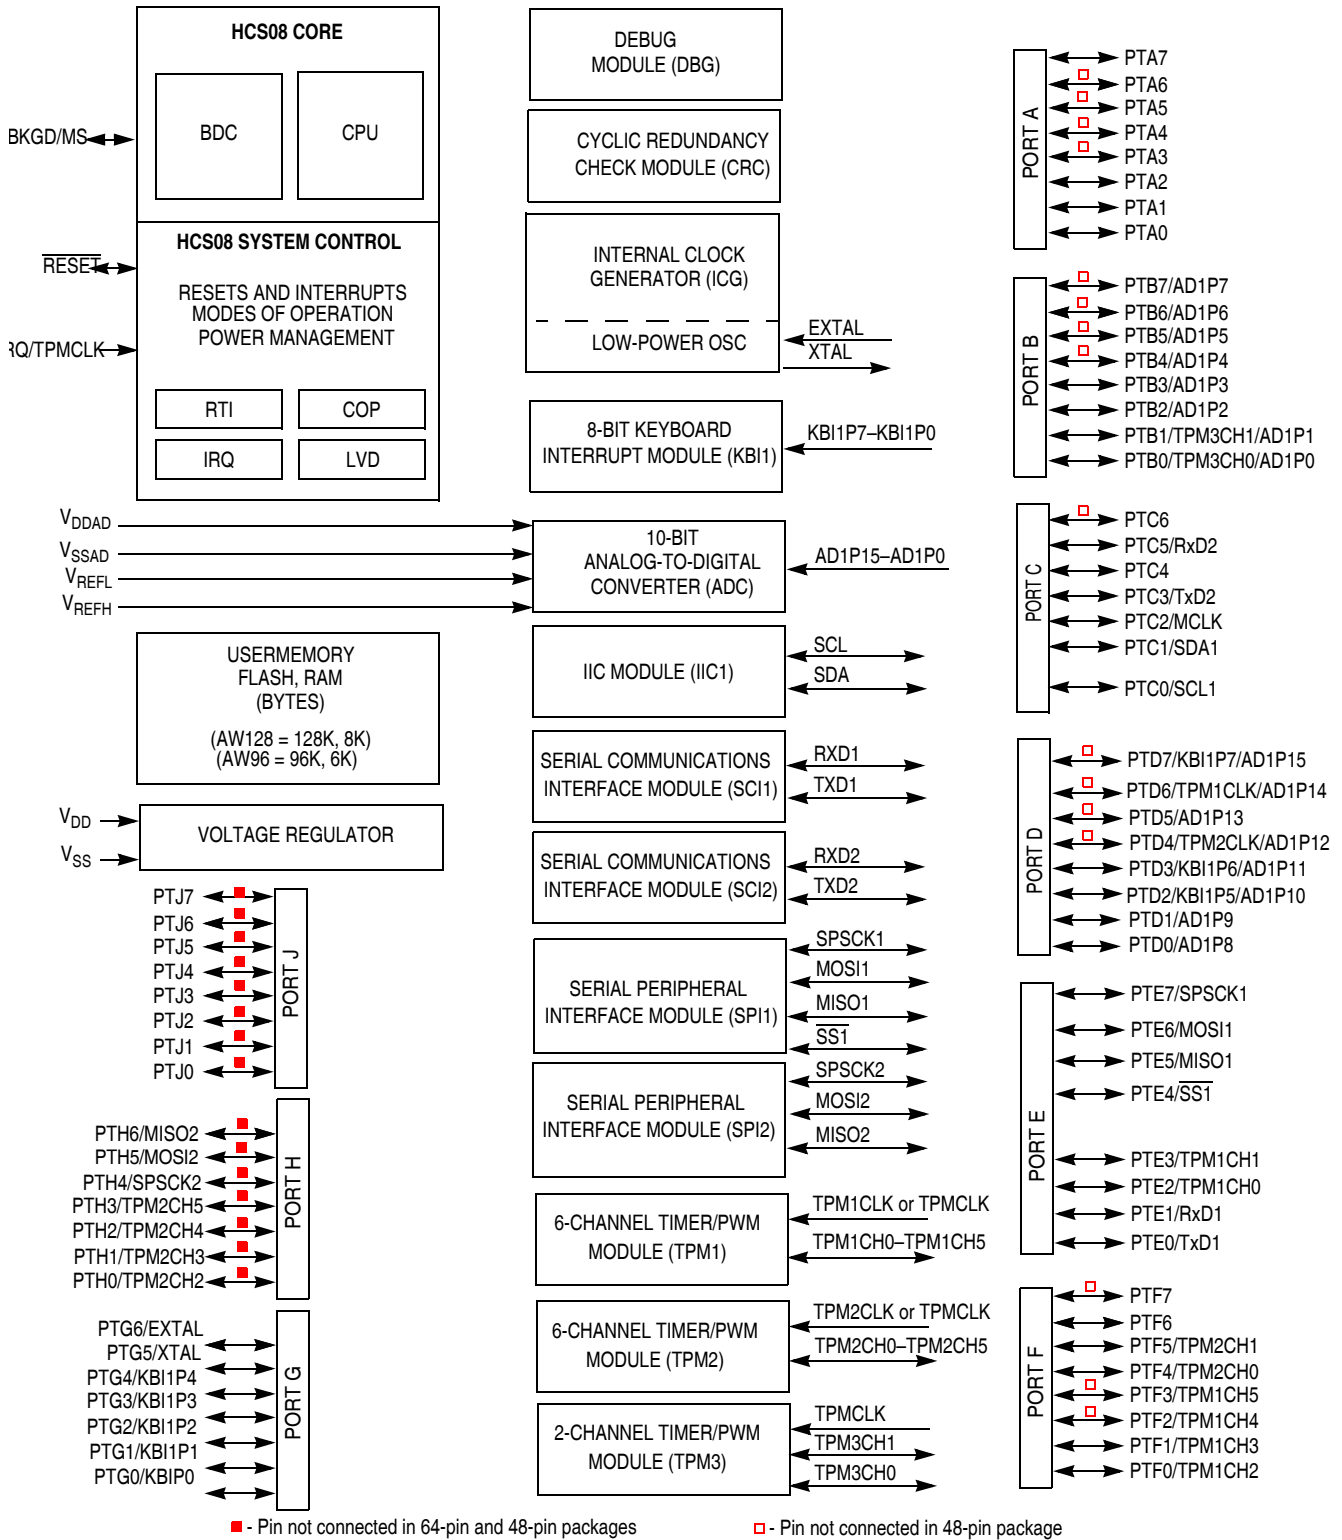 HCS08 CORE
BDC
CPU
BKGD/MS
HCS08 SYSTEM CONTROL
RESET
RESETS AND INTERRUPTS
MODES OF OPERATION
POWER MANAGEMENT
RQ/TPMCLK
RTI
COP
IRQ
LVD
VDDAD
VSSAD
VREFL
VREFH
USERMEMORY
FLASH, RAM
(BYTES)
(AW128 = 128K, 8K)
(AW96 = 96K, 6K)
VDD
VSS
VOLTAGE REGULATOR
PTJ7
PTJ6
PTJ5
PTJ4
PTJ3
PTJ2
PTJ1
PTJ0
PORT J
PTH6/MISO2
PTH5/MOSI2
PTH4/SPSCK2
PTH3/TPM2CH5
PTH2/TPM2CH4
PTH1/TPM2CH3
PTH0/TPM2CH2
PORT H
PTG6/EXTAL
PTG5/XTAL
PTG4/KBI1P4
PTG3/KBI1P3
PTG2/KBI1P2
PTG1/KBI1P1
PTG0/KBIP0
PORT G
DEBUG
MODULE (DBG)
CYCLIC REDUNDANCY
CHECK MODULE (CRC)
INTERNAL CLOCK
GENERATOR (ICG)
LOW-POWER OSC
EXTAL
XTAL
8-BIT KEYBOARD
INTERRUPT MODULE (KBI1)
KBI1P7–KBI1P0
10-BIT
ANALOG-TO-DIGITAL
CONVERTER (ADC)
AD1P15–AD1P0
IIC MODULE (IIC1)
SCL
SDA
SERIAL COMMUNICATIONS
INTERFACE MODULE (SCI1)
RXD1
TXD1
SERIAL COMMUNICATIONS
INTERFACE MODULE (SCI2)
RXD2
TXD2
SERIAL PERIPHERAL
INTERFACE MODULE (SPI1)
SPSCK1
MOSI1
MISO1
SS1
SERIAL PERIPHERAL
INTERFACE MODULE (SPI2)
SPSCK2
MOSI2
MISO2
6-CHANNEL TIMER/PWM
MODULE (TPM1)
TPM1CLK or TPMCLK
TPM1CH0–TPM1CH5
6-CHANNEL TIMER/PWM
MODULE (TPM2)
TPM2CLK or TPMCLK
TPM2CH0–TPM2CH5
2-CHANNEL TIMER/PWM
MODULE (TPM3)
TPMCLK
TPM3CH1
TPM3CH0
PORT A
PTA7
PTA6
PTA5
PTA4
PTA3
PTA2
PTA1
PTA0
PORT B
PTB7/AD1P7
PTB6/AD1P6
PTB5/AD1P5
PTB4/AD1P4
PTB3/AD1P3
PTB2/AD1P2
PTB1/TPM3CH1/AD1P1
PTB0/TPM3CH0/AD1P0
PORT C
PTC6
PTC5/RxD2
PTC4
PTC3/TxD2
PTC2/MCLK
PTC1/SDA1
PTC0/SCL1
PORT D
PTD7/KBI1P7/AD1P15
PTD6/TPM1CLK/AD1P14
PTD5/AD1P13
PTD4/TPM2CLK/AD1P12
PTD3/KBI1P6/AD1P11
PTD2/KBI1P5/AD1P10
PTD1/AD1P9
PTD0/AD1P8
PORT E
PTE7/SPSCK1
PTE6/MOSI1
PTE5/MISO1
PTE4/SS1
PTE3/TPM1CH1
PTE2/TPM1CH0
PTE1/RxD1
PTE0/TxD1
PORT F
PTF7
PTF6
PTF5/TPM2CH1
PTF4/TPM2CH0
PTF3/TPM1CH5
PTF2/TPM1CH4
PTF1/TPM1CH3
PTF0/TPM1CH2
- Pin not connected in 64-pin and 48-pin packages
- Pin not connected in 48-pin package